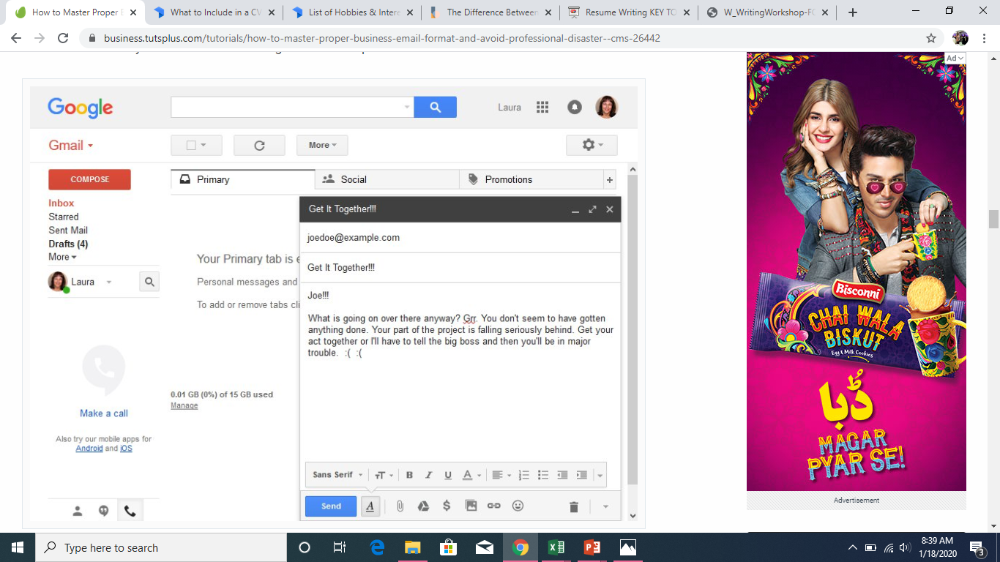 How to Master Proper E
What to Include in a CV
List of Hobbies & Intere
The Difference Between
Resume Writing KEY TO
W_WritingWorkshop-FC
business.tutsplus.com/tutorials/how-to-master-proper-business-email-format-and-avoid-professional-disaster--cms-26442
Google
Laura
Gmail
More
COMPOSE
Primary
Social
Promotions
Inbox
Starred
Sent Mail
Drafts (4)
More
Laura
Your Primary tab is e
Personal messages and
To add or remove tabs cli
0.01 GB (0%) of 15 GB used
Manage
Make a call
Also try our mobile apps for
Android and iOS
Get It Together!!!
joedoe@example.com
Get It Together!!!
Joe!!!
What is going on over there anyway? Grr. You don't seem to have gotten
anything done. Your part of the project is falling seriously behind. Get your
act together or I'll have to tell the big boss and then you'll be in major
trouble. :( :(
Sans Serif
Send
Ad
Bisconni
CHAI WALA
BISKUT
Egg & Milk Cookies
ڈُبا
MAGAR
PYAR SE!
Advertisement
Type here to search
8:39 AM
1/18/2020
3